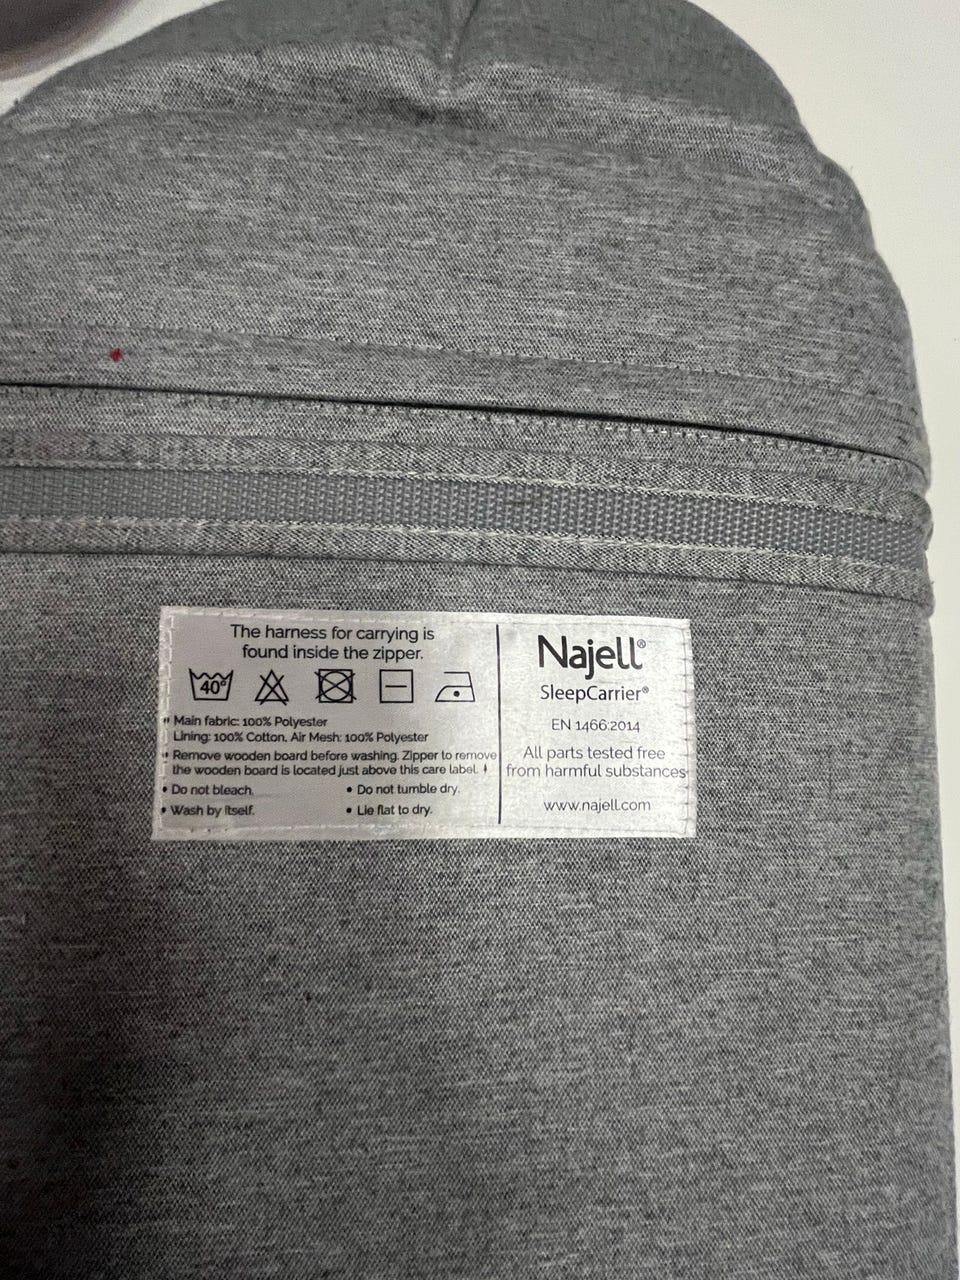 The harness for carrying is
found inside the zipper.
40°
Main fabric: 100% Polyester
Lining: 100% Cotton, Air Mesh: 100% Polyester
Remove wooden board before washing. Zipper to remove
the wooden board is located just above this care label.
• Do not bleach.
• Do not tumble dry.
• Wash by itself.
• Lie flat to dry.
Najell®
SleepCarrier®
EN 1466:2014
All parts tested free
from harmful substances
www.najell.com